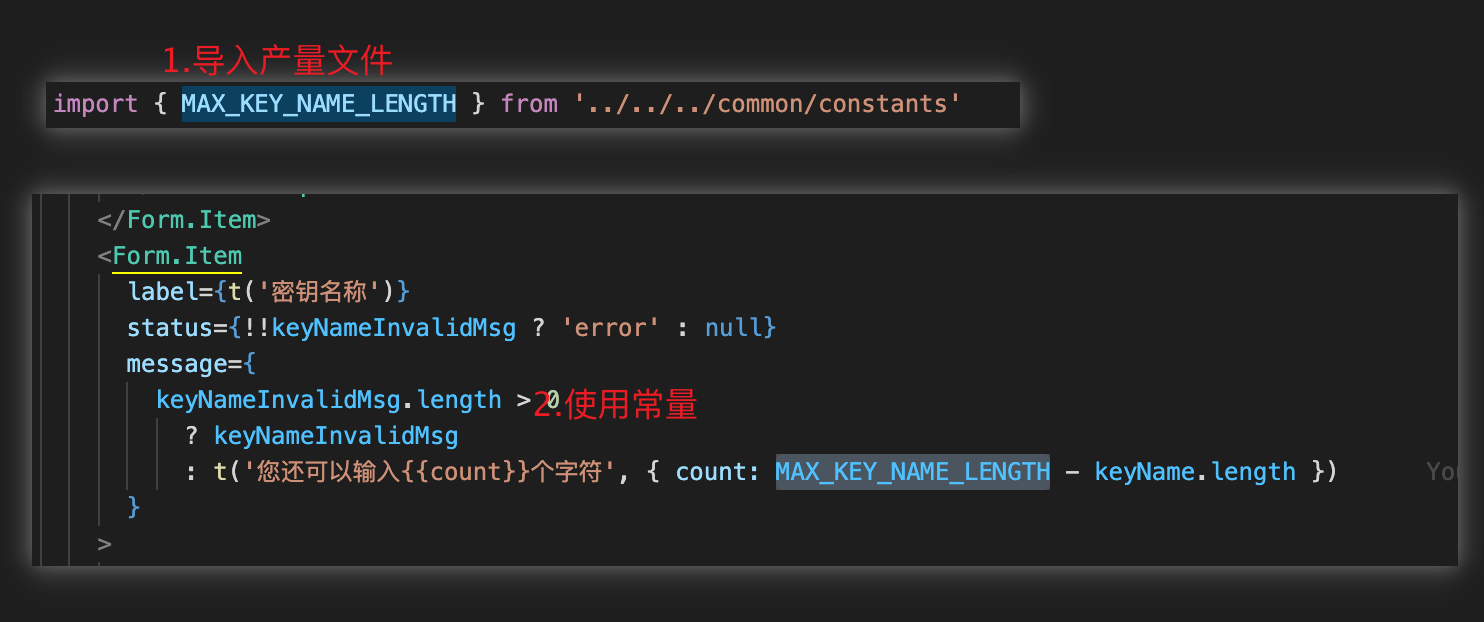 1.导入产量文件
import { MAX_KEY_NAME_LENGTH } from '../../../common/constants'
</Form.Item>
<Form.Item
label={t('密钥名称')}
status={!!keyNameInvalidMsg ? 'error' : null}
message={
keyNameInvalidMsg.length > 0
2.使用常量
? keyNameInvalidMsg
: t('您还可以输入{{count}}个字符', { count: MAX_KEY_NAME_LENGTH - keyName.length })
}
>